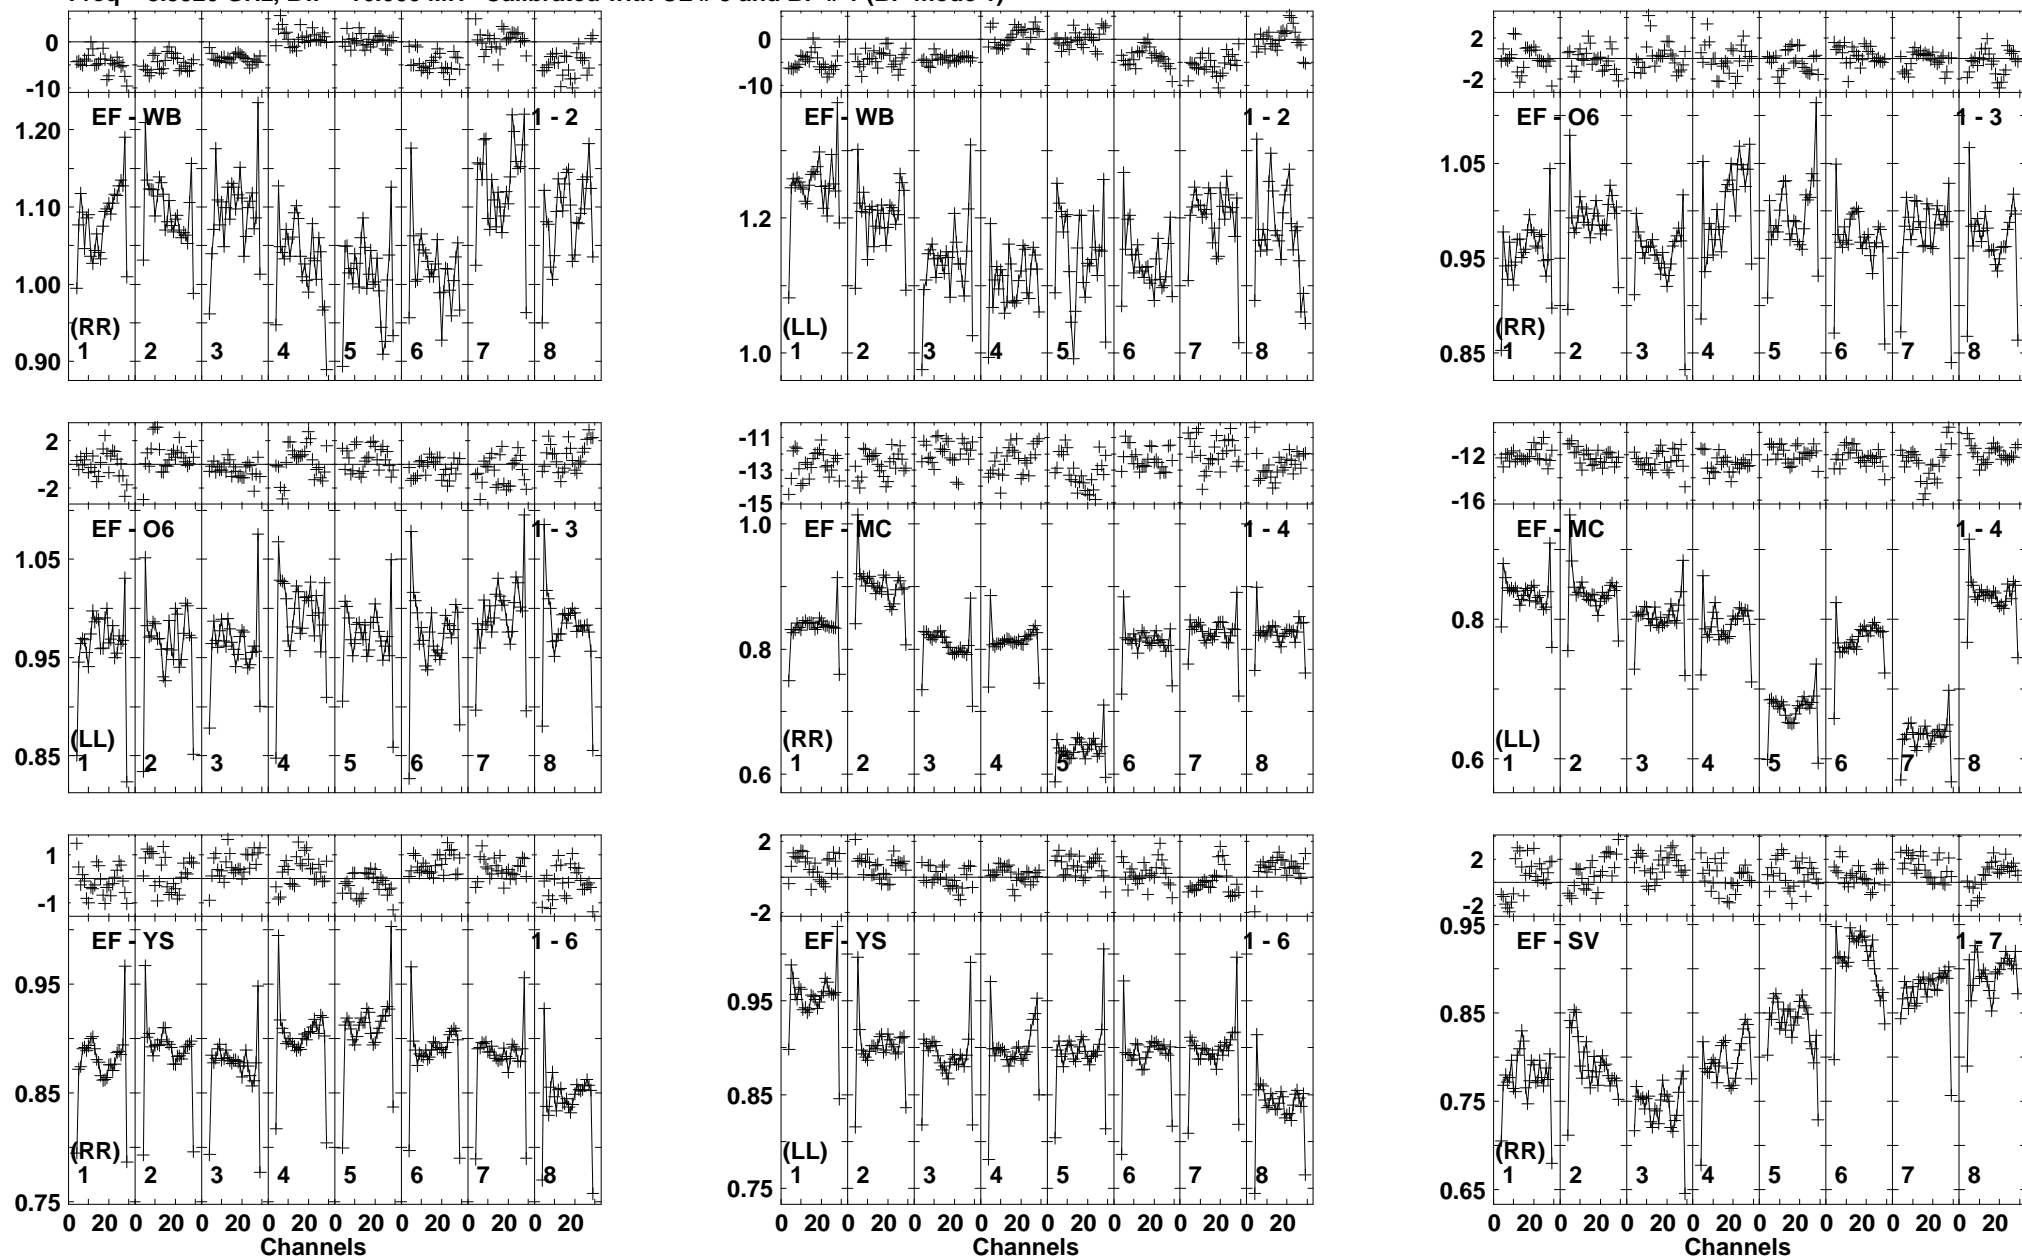 0
-10
EF - WB
1 - 2
1.20
1.10
1.00
0.90
(RR)
1 2 3 4 5 6 7 8
0
-10
EF - WB
1 - 2
1.2
1.0
(LL)
1 2 3 4 5 6 7 8
2
-2
EF - O6
1 - 3
1.05
0.95
0.85
(RR)
1 2 3 4 5 6 7 8
2
-2
EF - O6
1 - 3
1.05
0.95
0.85
(LL)
1 2 3 4 5 6 7 8
-11
-13
-15
EF - MC
1 - 4
1.0
0.8
0.6
(RR)
1 2 3 4 5 6 7 8
-12
-16
EF - MC
1 - 4
0.8
0.6
(LL)
1 2 3 4 5 6 7 8
1
-1
EF - YS
1 - 6
0.95
0.85
0.75
(RR)
1 2 3 4 5 6 7 8
0 20 0 20 0 20 0 20 0 20 0 20 0 20 0 20
Channels
2
-2
EF - YS
1 - 6
0.95
0.85
0.75
(LL)
1 2 3 4 5 6 7 8
0 20 0 20 0 20 0 20 0 20 0 20 0 20 0 20
Channels
2
-2
EF - SV
1 - 7
0.95
0.85
0.75
0.65
(RR)
1 2 3 4 5 6 7 8
0 20 0 20 0 20 0 20 0 20 0 20 0 20 0 20
Channels